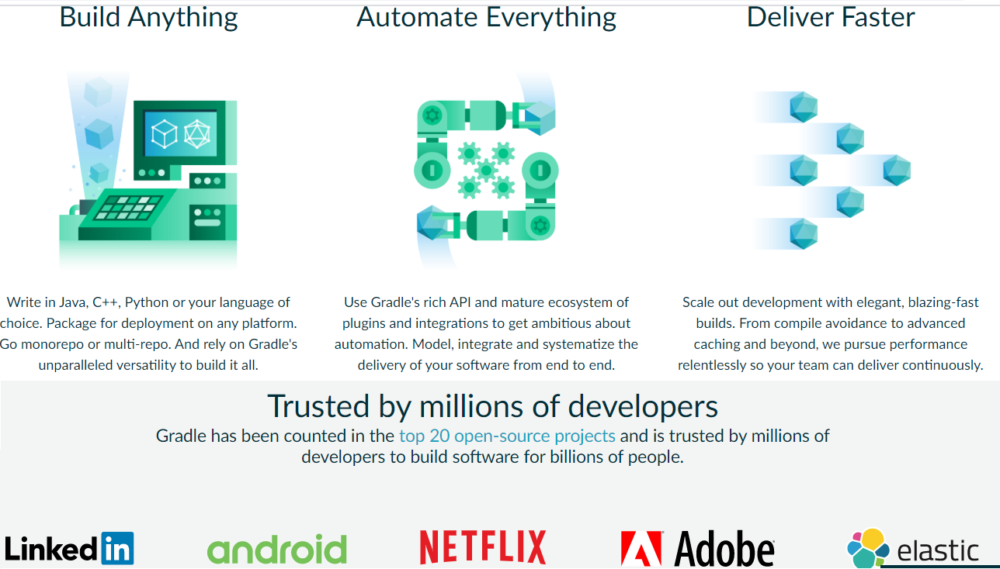 Build Anything
Automate Everything
Deliver Faster
Write in Java, C++, Python or your language of
choice. Package for deployment on any platform.
Go monorepo or multi-repo. And rely on Gradle's
unparalleled versatility to build it all.
Use Gradle's rich API and mature ecosystem of
plugins and integrations to get ambitious about
automation. Model, integrate and systematize the
delivery of your software from end to end.
Scale out development with elegant, blazing-fast
builds. From compile avoidance to advanced
caching and beyond, we pursue performance
relentlessly so your team can deliver continuously.
Trusted by millions of developers
Gradle has been counted in the top 20 open-source projects and is trusted by millions of
developers to build software for billions of people.
Linked in
android
NETFLIX
Adobe
elastic